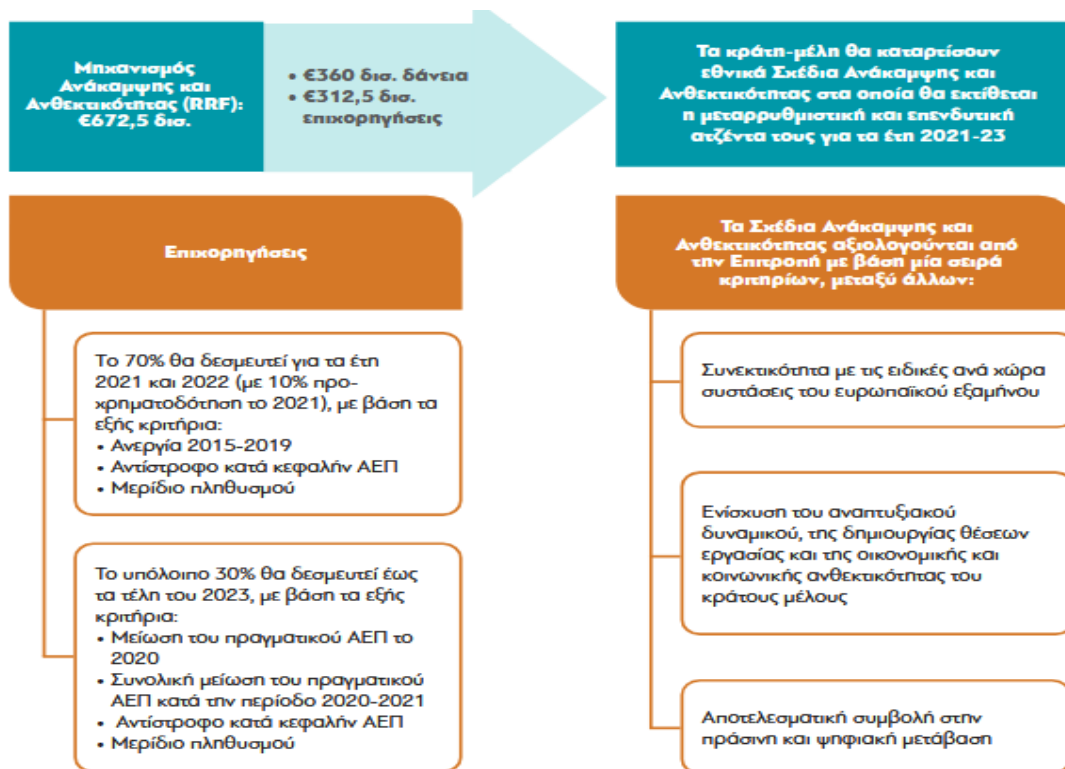 Μηχανισμός
Ανάκαμψης και
Ανθεκτικότητας (RRF):
€672,5 δισ.
• €360 δισ. δάνεια
• €312,5 δισ.
επιχορηγήσεις
Τα κράτη-μέλη θα καταρτίσουν
εθνικά Σχέδια Ανάκαμψης και
Ανθεκτικότητας στα οποία θα εκτίθεται
η μεταρρυθμιστική και επενδυτική
ατζέντα τους για τα έτη 2021-23
Επιχορηγήσεις
Το 70% θα δεσμευτεί για τα έτη
2021 και 2022 (με 10% προ-
χρηματοδότηση το 2021), με βάση τα
εξής κριτήρια:
• Ανεργία 2015-2019
• Αντίστροφο κατά κεφαλήν ΑΕΠ
• Μερίδιο πληθυσμού
Το υπόλοιπο 30% θα δεσμευτεί έως
τα τέλη του 2023, με βάση τα εξής
κριτήρια:
• Μείωση του πραγματικού ΑΕΠ το
2020
• Συνολική μείωση του πραγματικού
ΑΕΠ κατά την περίοδο 2020-2021
• Αντίστροφο κατά κεφαλήν ΑΕΠ
• Μερίδιο πληθυσμού
Τα Σχέδια Ανάκαμψης και
Ανθεκτικότητας αξιολογούνται από
την Επιτροπή με βάση μία σειρά
κριτηρίων, μεταξύ άλλων:
Συνεκτικότητα με τις ειδικές ανά χώρα
συστάσεις του ευρωπαϊκού εξαμήνου
Ενίσχυση του αναπτυξιακού
δυναμικού, της δημιουργίας θέσεων
εργασίας και της οικονομικής και
κοινωνικής ανθεκτικότητας του
κράτους μέλους
Αποτελεσματική συμβολή στην
πράσινη και ψηφιακή μετάβαση